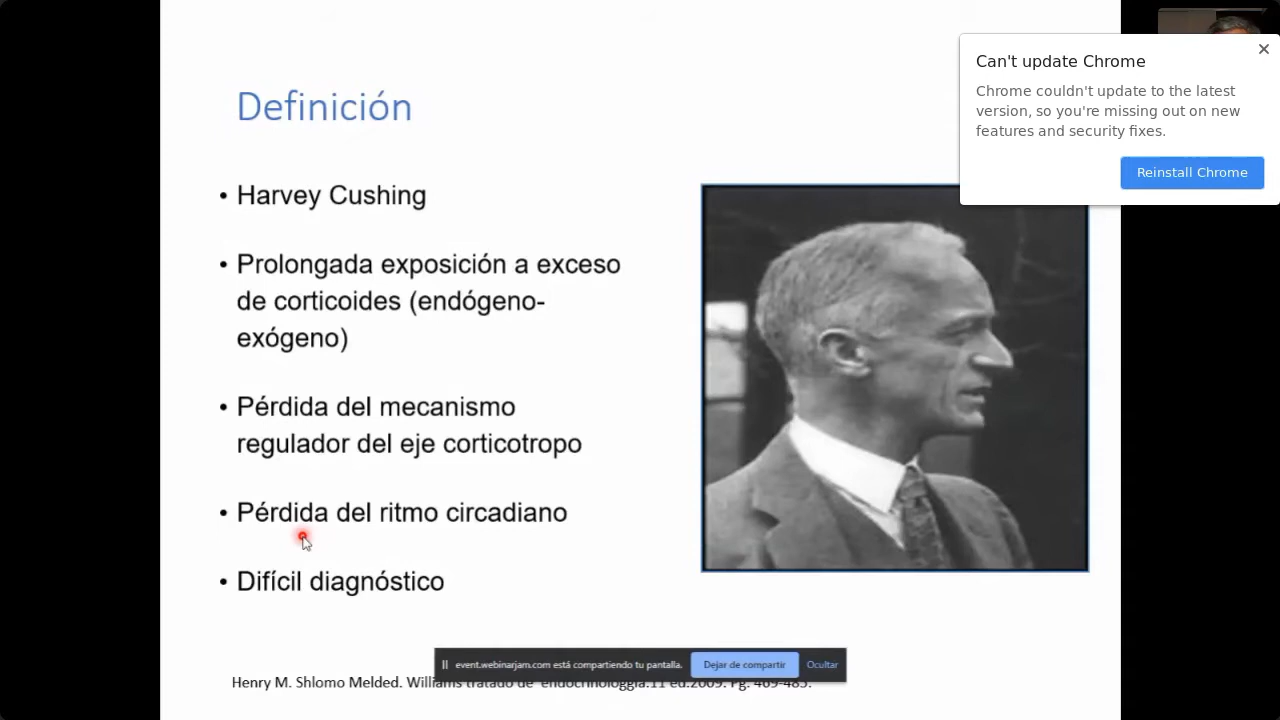 Definición
• Harvey Cushing
• Prolongada exposición a exceso
de corticoides (endógeno-
exógeno)
• Pérdida del mecanismo
regulador del eje corticotropo
• Pérdida del ritmo circadiano
• Difícil diagnóstico
Can't update Chrome
Chrome couldn't update to the latest
version, so you're missing out on new
features and security fixes.
Reinstall Chrome
event.webinarjam.com está compartiendo tu pantalla.
Dejar de compartir
Ocultar
Henry M. Shlomo Melded. Williams tratado de endocrinologgia.11 ed.2009. Pg. 469-485.